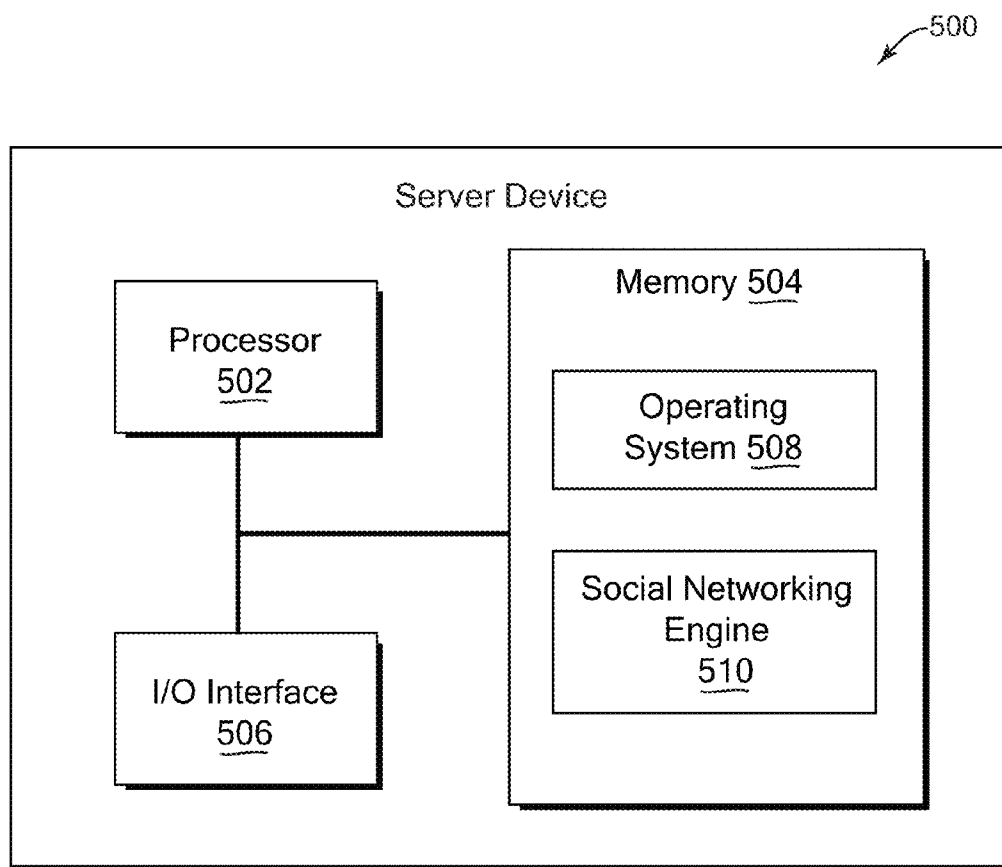 500
Server Device
Processor
502
I/O Interface
506
Memory 504
Operating
System 508
Social Networking
Engine
510